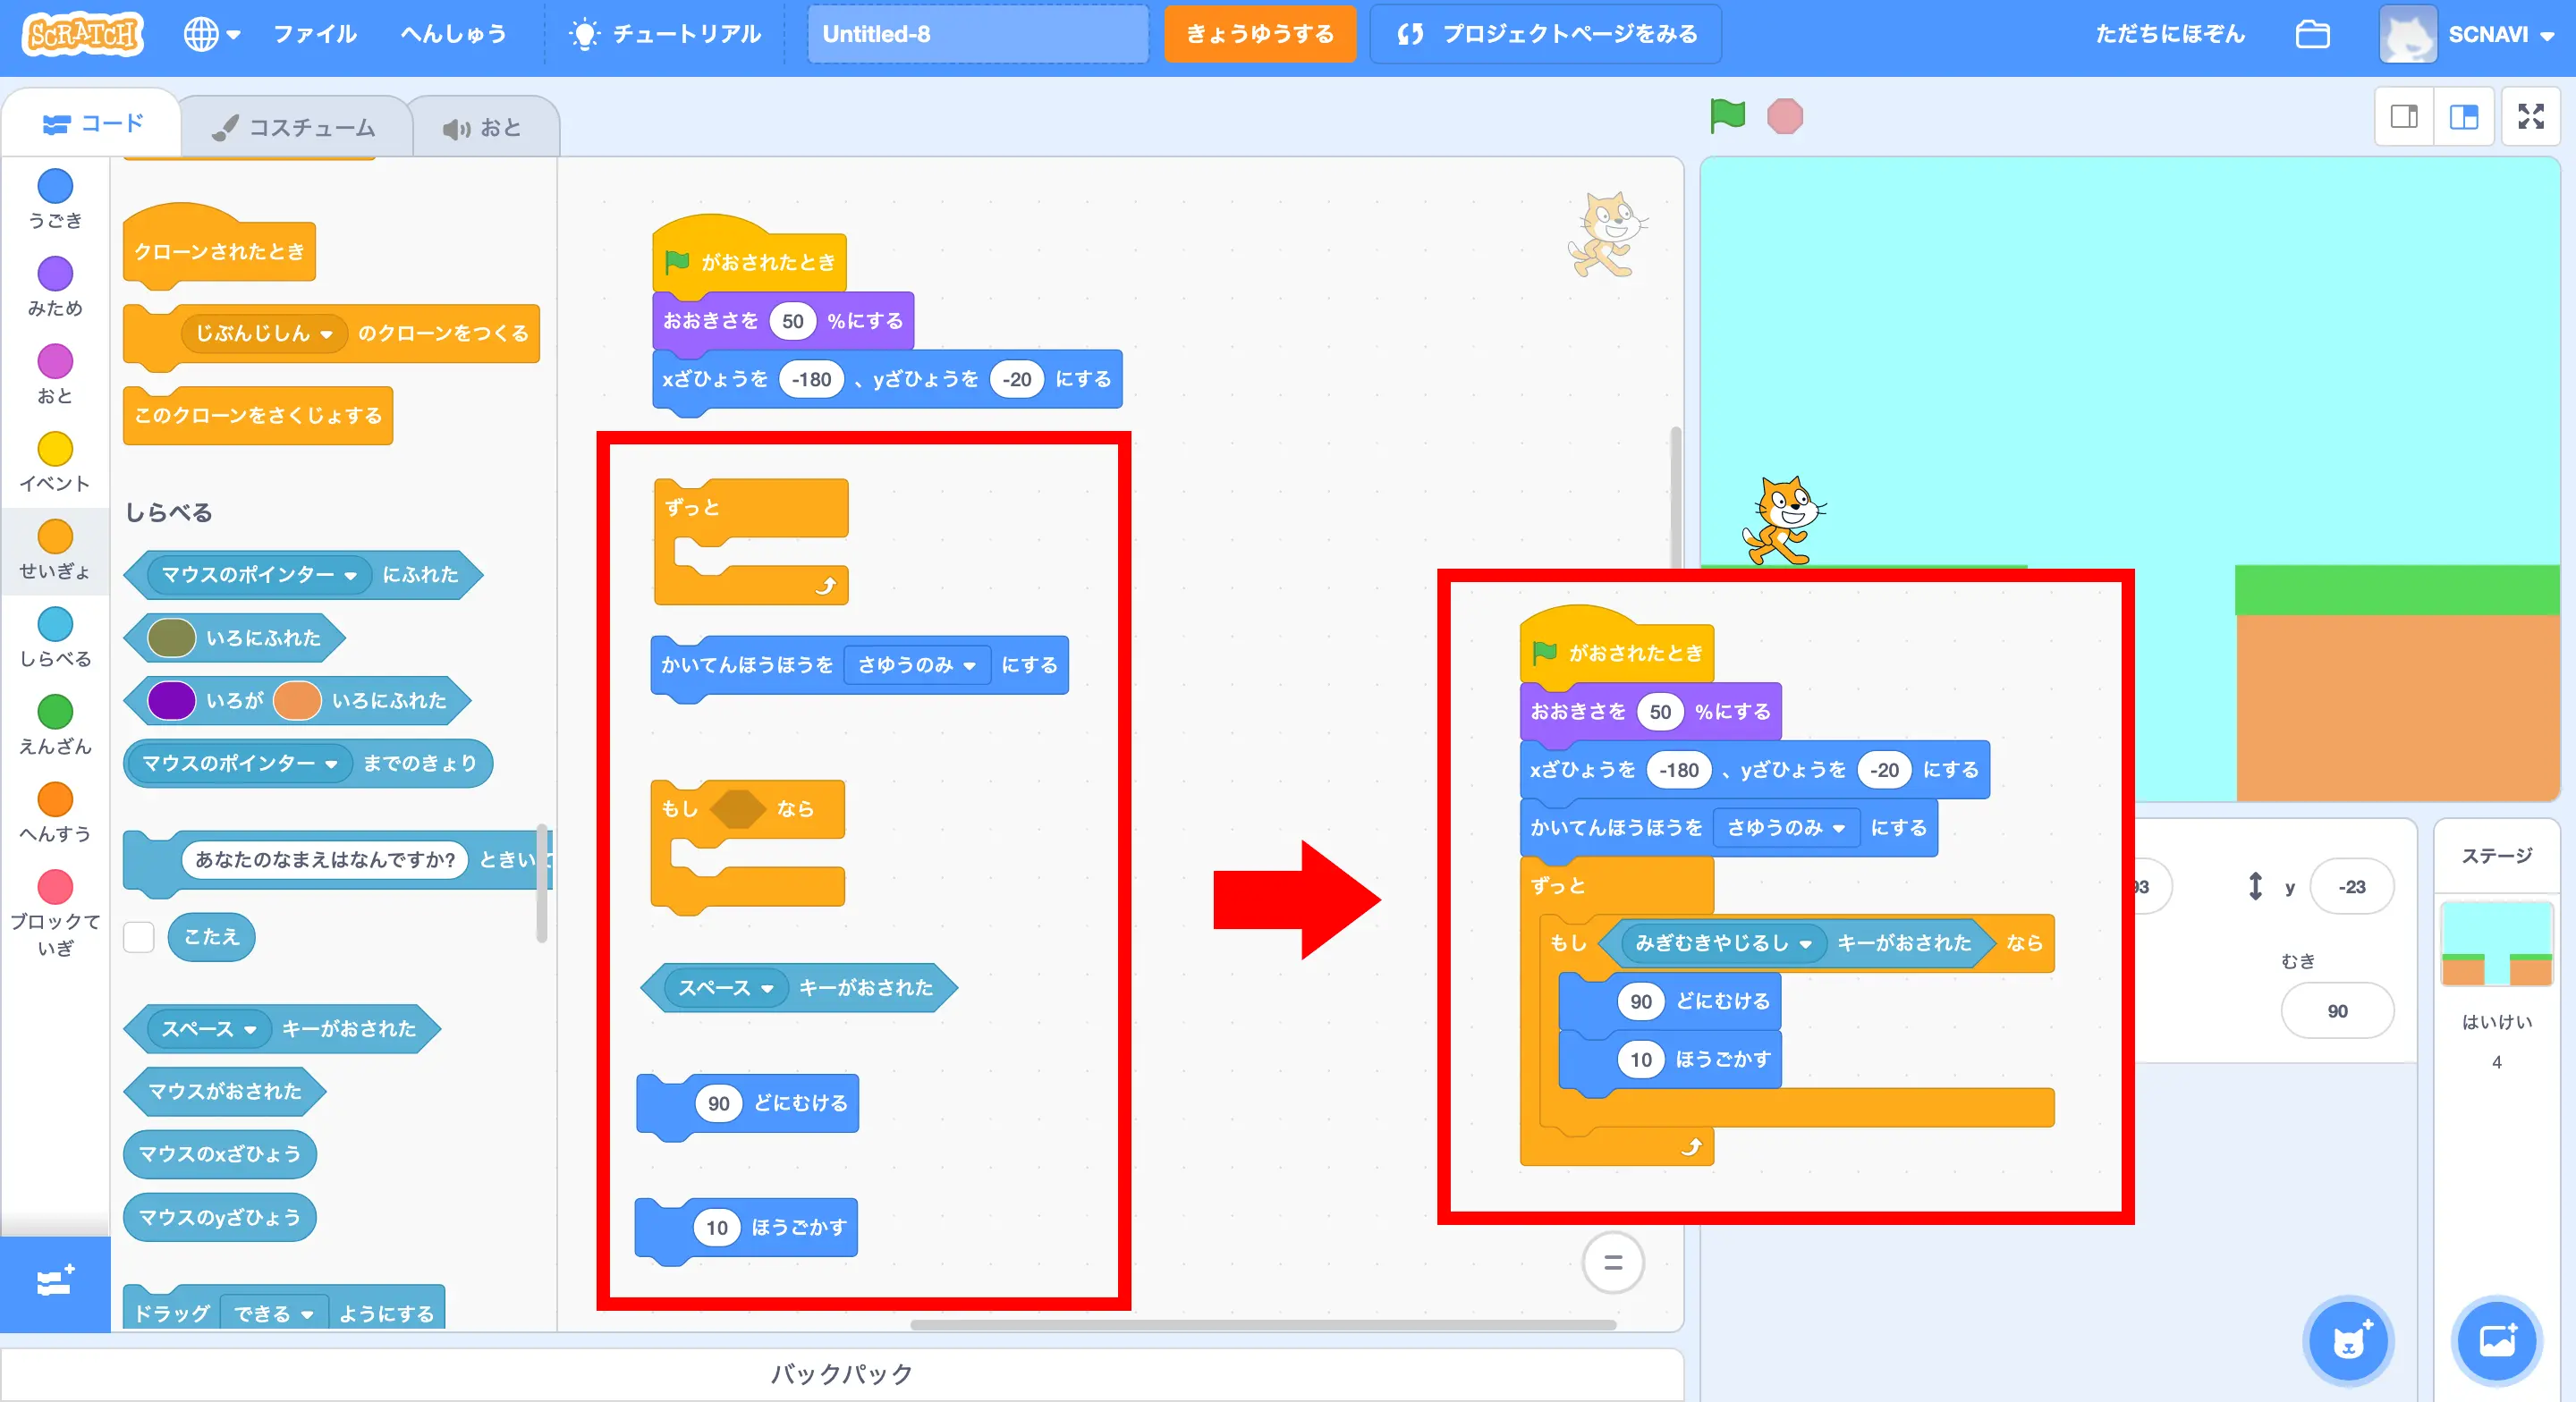 SCRATCH
ファイル
へんしゅう
チュートリアル
Untitled-8
きょうゆうする
プロジェクトページをみる
ただちにほぞん
SCNAVI
コード
コスチューム
おと
うごき
みため
おと
イベント
せいぎょ
しらべる
えんざん
へんすう
ブロックて
いぎ
クローンされたとき
じぶんじしん のクローンをつくる
このクローンをさくじょする
しらべる
マウスのポインター にふれた
いろにふれた
いろが いろにふれた
マウスのポインター までのきょり
あなたのなまえはなんですか? ときいて
こたえ
スペース キーがおされた
マウスがおされた
マウスのxざひょう
マウスのyざひょう
ドラッグ できる ようにする
がおされたとき
おおきさを 50 %にする
xざひょうを -180 、yざひょうを -20 にする
ずっと
かいてんほうほうを さゆうのみ にする
もし なら
スペース キーがおされた
90 どにむける
10 ほうごかす
がおされたとき
おおきさを 50 %にする
xざひょうを -180 、yざひょうを -20 にする
かいてんほうほうを さゆうのみ にする
ずっと
もし みぎむきやじるし キーがおされた なら
90 どにむける
10 ほうごかす
y -23
むき
90
ステージ
はいけい
4
バックパック